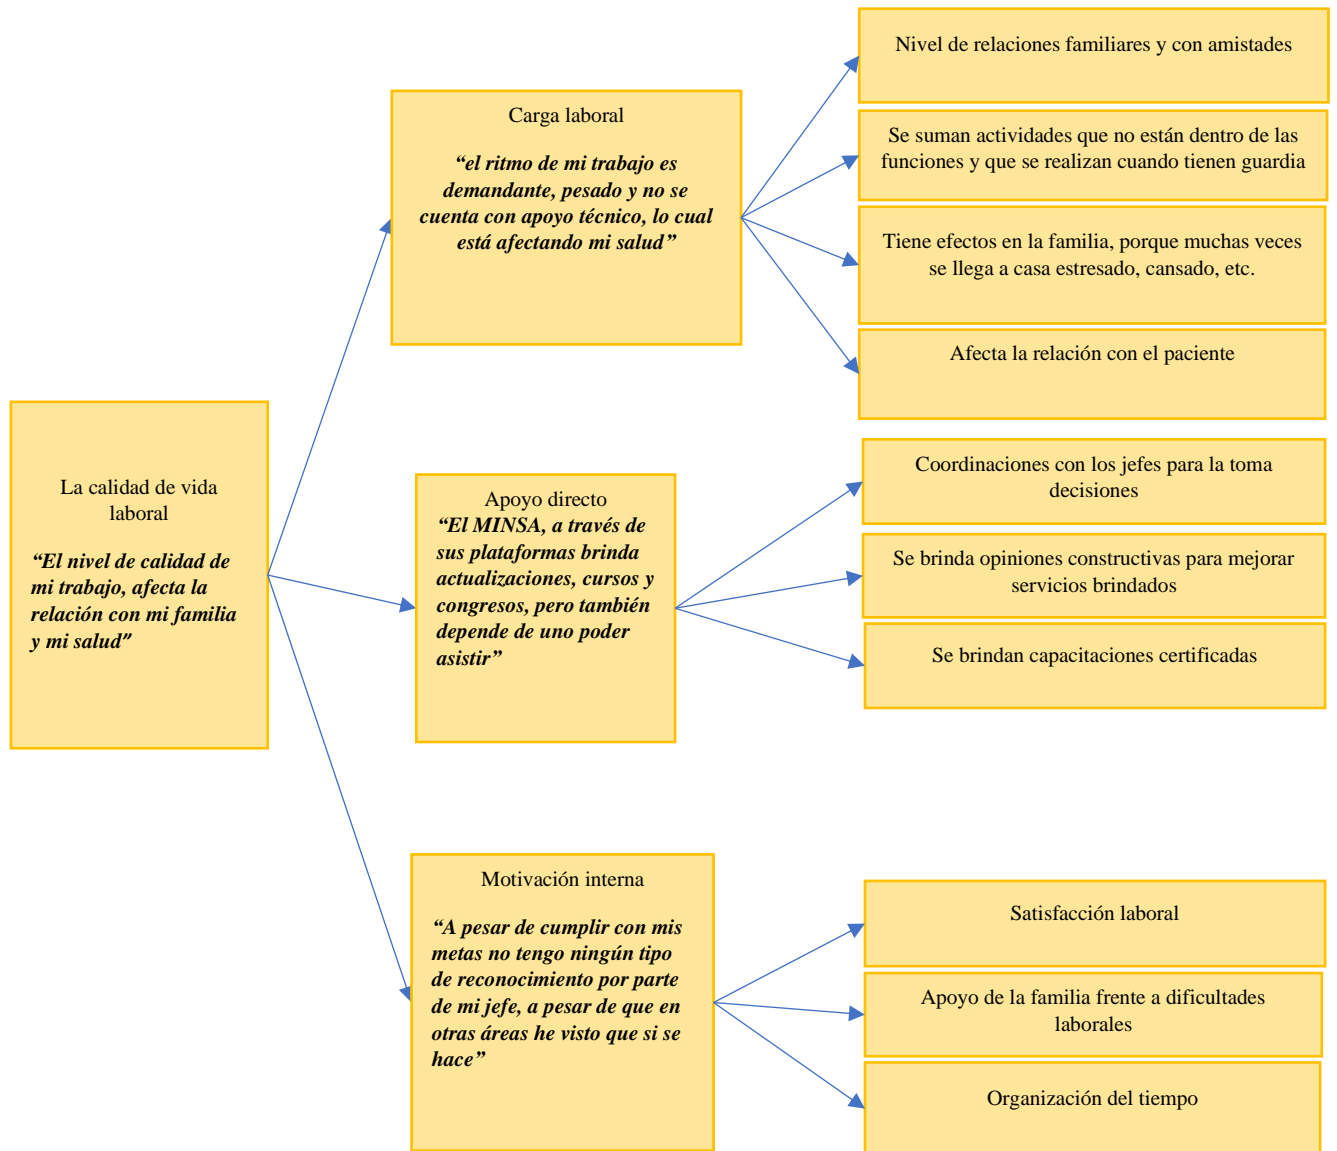 La calidad de vida
laboral
“El nivel de calidad de
mi trabajo, afecta la
relación con mi familia
y mi salud”
Carga laboral
“el ritmo de mi trabajo es
demandante, pesado y no se
cuenta con apoyo técnico, lo cual
está afectando mi salud”
Nivel de relaciones familiares y con amistades
Se suman actividades que no están dentro de las
funciones y que se realizan cuando tienen guardia
Tiene efectos en la familia, porque muchas veces
se llega a casa estresado, cansado, etc.
Afecta la relación con el paciente
Apoyo directo
“El MINSA, a través de
sus plataformas brinda
actualizaciones, cursos y
congresos, pero también
depende de uno poder
asistir”
Coordinaciones con los jefes para la toma
decisiones
Se brinda opiniones constructivas para mejorar
servicios brindados
Se brindan capacitaciones certificadas
Motivación interna
“A pesar de cumplir con mis
metas no tengo ningún tipo
de reconocimiento por parte
de mi jefe, a pesar de que en
otras áreas he visto que si se
hace”
Satisfacción laboral
Apoyo de la familia frente a dificultades
laborales
Organización del tiempo